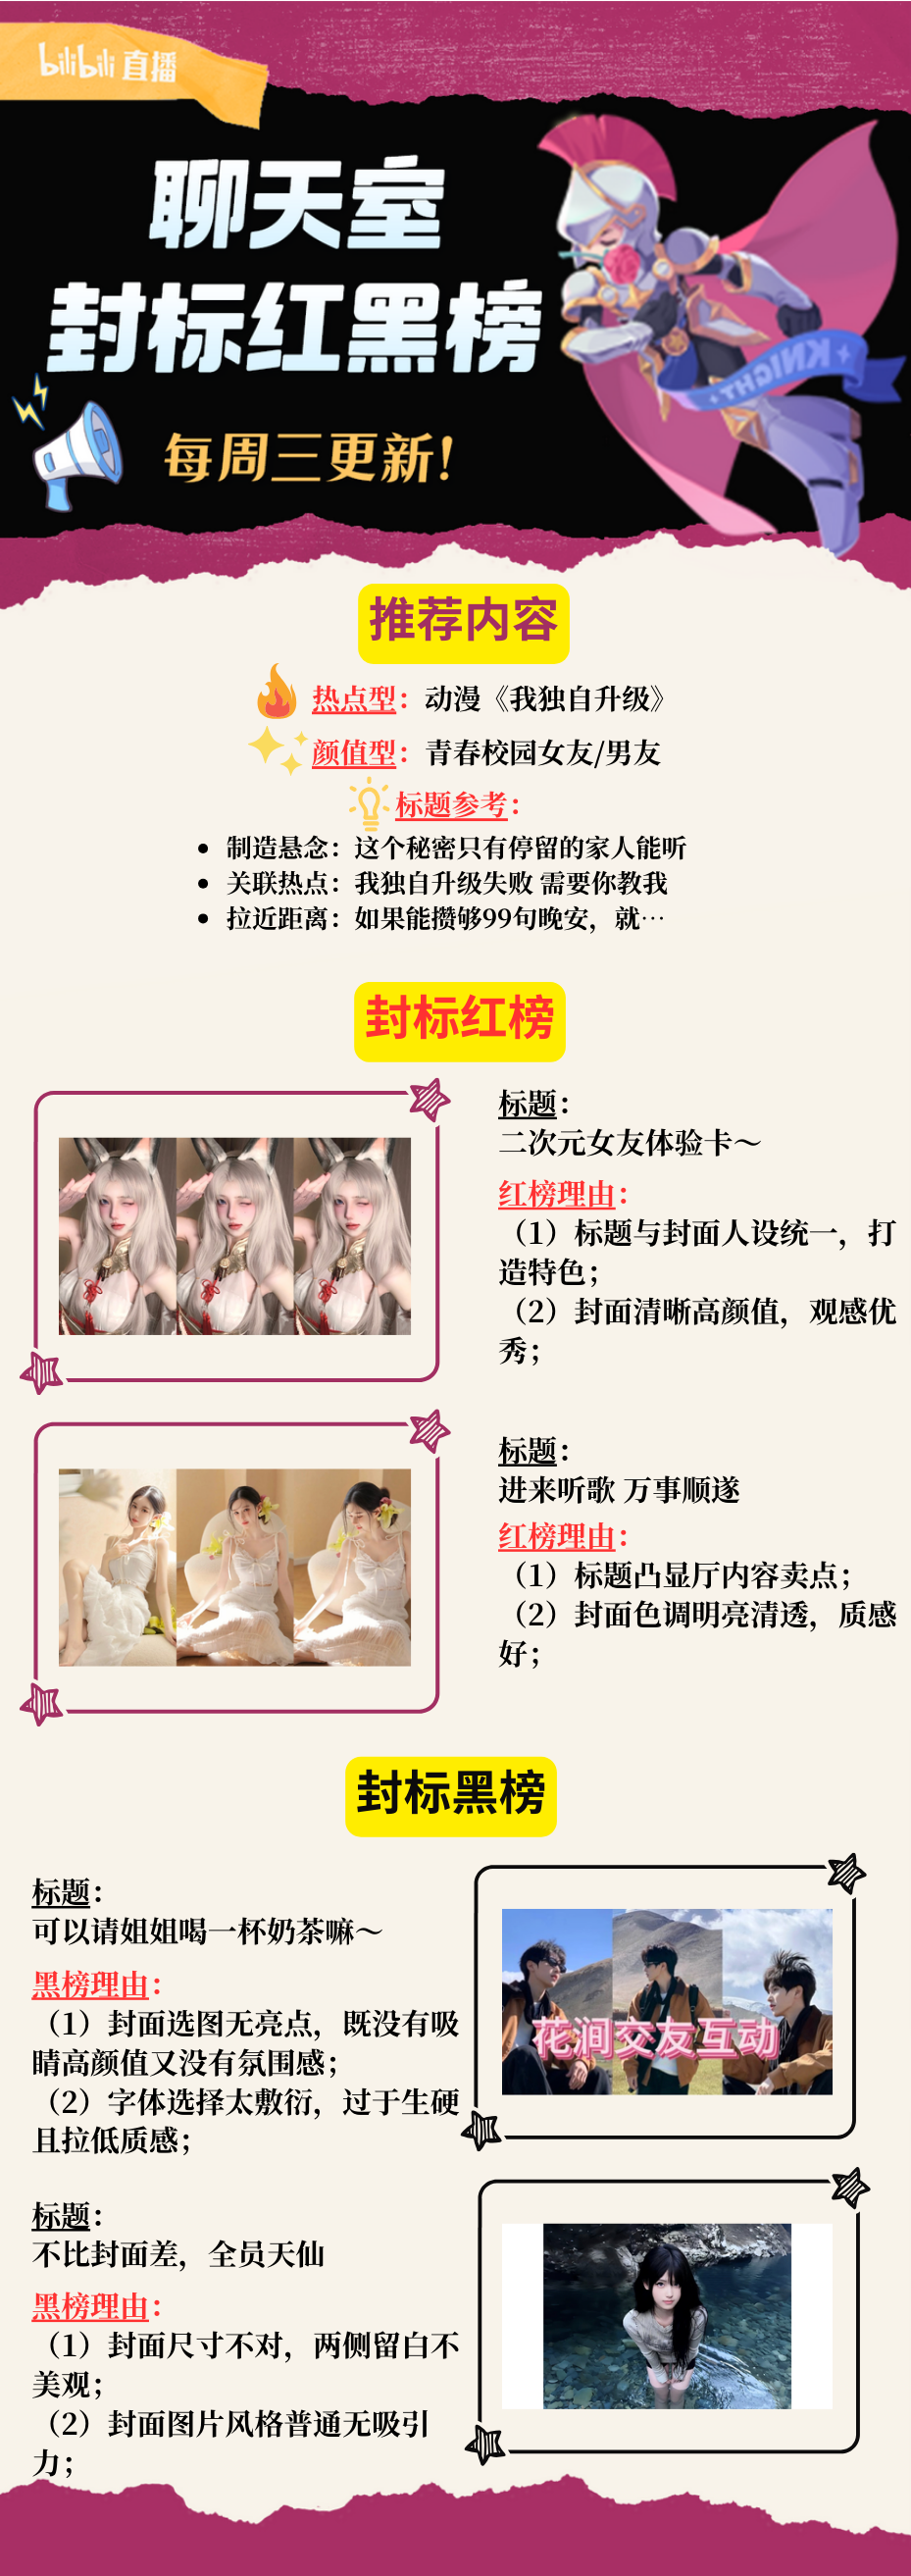 bilibili 直播
聊天室
封标红黑榜
每周三更新!
KNIGHT
推荐内容
热点型：动漫《我独自升级》
颜值型：青春校园女友/男友
标题参考：
• 制造悬念：这个秘密只有停留的家人能听
• 关联热点：我独自升级失败 需要你教我
• 拉近距离：如果能攒够99句晚安，就…
封标红榜
标题：
二次元女友体验卡～
红榜理由：
（1）标题与封面人设统一，打
造特色；
（2）封面清晰高颜值，观感优
秀；
标题：
进来听歌 万事顺遂
红榜理由：
（1）标题凸显厅内容卖点；
（2）封面色调明亮清透，质感
好；
封标黑榜
标题：
可以请姐姐喝一杯奶茶嘛～
黑榜理由：
（1）封面选图无亮点，既没有吸
睛高颜值又没有氛围感；
（2）字体选择太敷衍，过于生硬
且拉低质感；
花涧交友互动
标题：
不比封面差，全员天仙
黑榜理由：
（1）封面尺寸不对，两侧留白不
美观；
（2）封面图片风格普通无吸引
力；